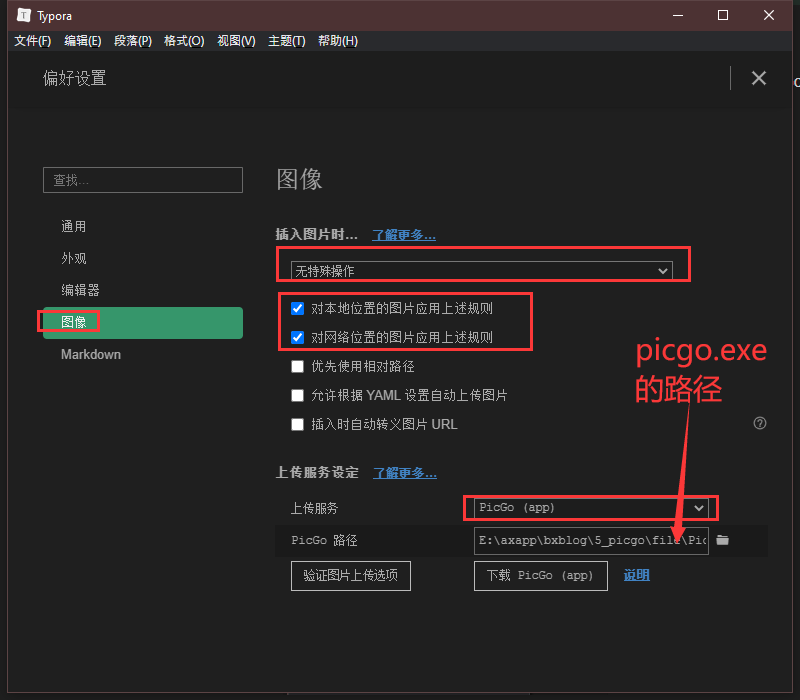 Typora
文件(F) 编辑(E) 段落(P) 格式(O) 视图(V) 主题(T) 帮助(H)
偏好设置
查找...
通用
外观
编辑器
图像
Markdown
图像
插入图片时... 了解更多...
无特殊操作
对本地位置的图片应用上述规则
对网络位置的图片应用上述规则
优先使用相对路径
允许根据 YAML 设置自动上传图片
插入时自动转义图片 URL
picgo.exe
的路径
上传服务设定 了解更多...
上传服务 PicGo (app)
PicGo 路径 E:\axapp\bxblog\5_picgo\file\Pic
验证图片上传选项 下载 PicGo (app) 说明